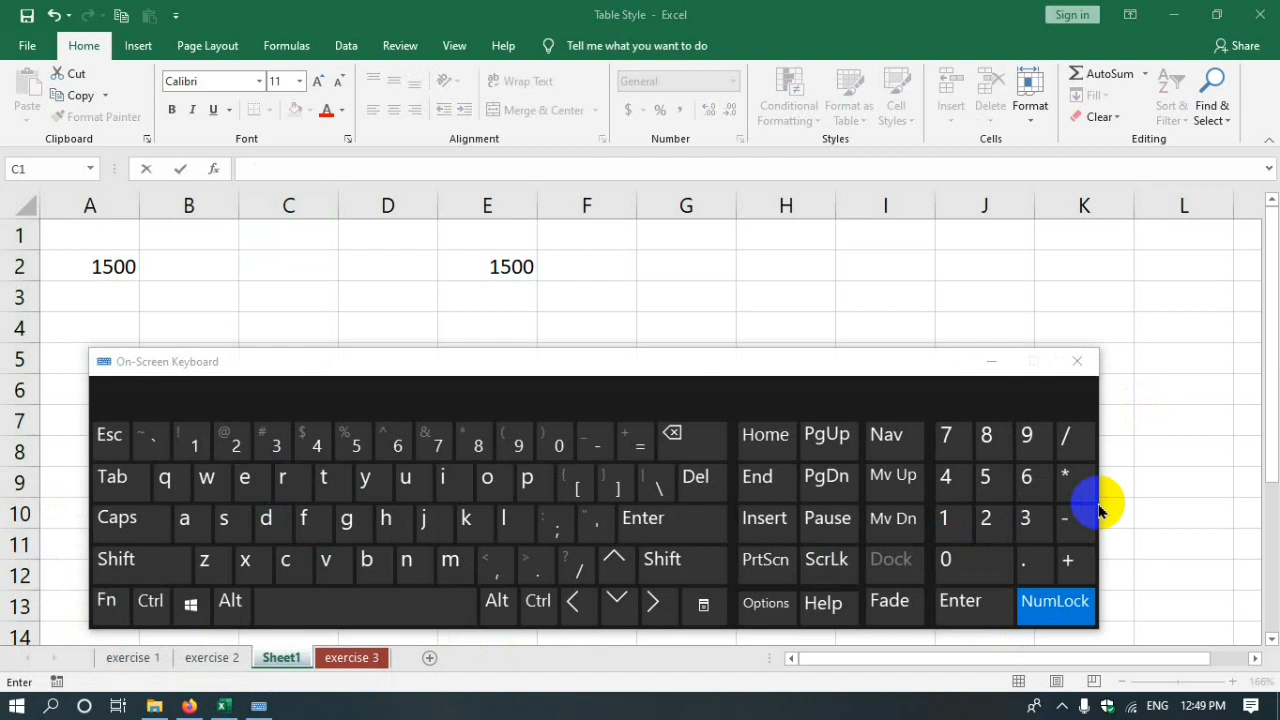 Table Style - Excel
Sign in
File Home Insert Page Layout Formulas Data Review View Help Tell me what you want to do Share
Paste
Cut
Copy
Format Painter
Clipboard
Calibri 11
B I U
Font
Wrap Text
Merge & Center
Alignment
General
$ % ,
Number
Conditional Formatting
Format as Table
Cell Styles
Styles
Insert
Delete
Format
Cells
AutoSum
Fill
Clear
Sort & Filter
Find & Select
Editing
C1 fx
A B C D E F G H I J K L
1
2 1500 1500
3
4
5
6
7
8
9
10
11
12
13
14
On-Screen Keyboard
Esc ~ ` ! 1 @ 2 # 3 $ 4 % 5 ^ 6 & 7 * 8 ( 9 ) 0 _ - + = Home PgUp Nav 7 8 9 /
Tab q w e r t y u i o p { [ } ] | \ Del End PgDn Mv Up 4 5 6 *
Caps a s d f g h j k l : ; " ' Enter Insert Pause Mv Dn 1 2 3 -
Shift z x c v b n m < , > . ? / Shift PrtScn ScrLk Dock 0 . +
Fn Ctrl Alt Alt Ctrl Options Help Fade Enter NumLock
exercise 1 exercise 2 Sheet1 exercise 3
Enter 166%
ENG 12:49 PM